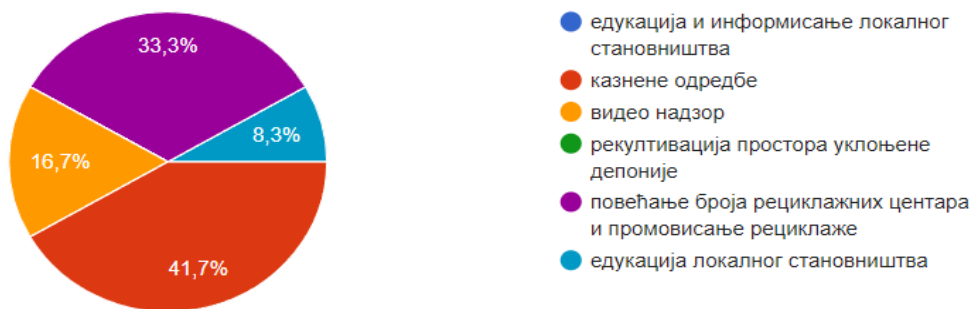 33,3%
8,3%
16,7%
41,7%
едукација и информисање локалног
становништва
казнене одредбе
видео надзор
рекултивација простора уклоњене
депоније
повећање броја рециклажних центара
и промовисање рециклаже
едукација локалног становништва